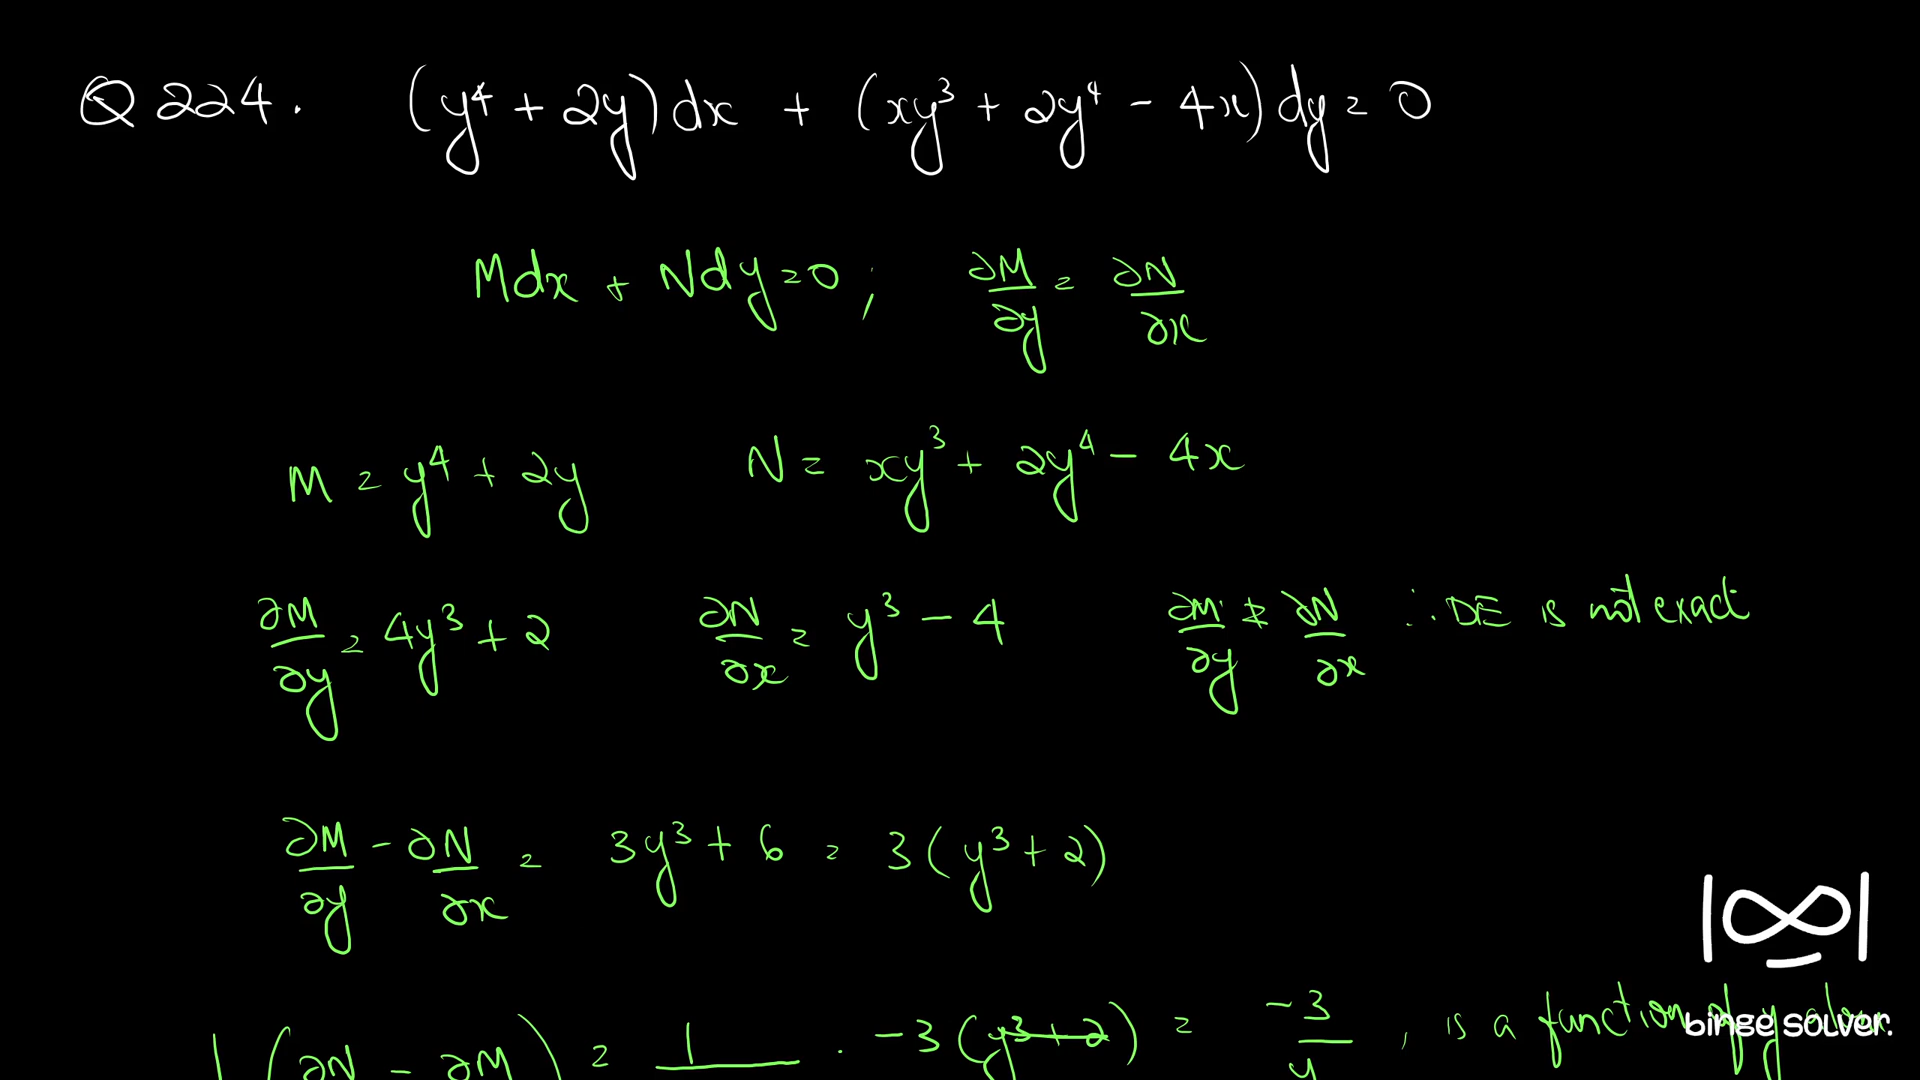 Q 224. (y⁴ + 2y) dx + (xy³ + 2y⁴ - 4x) dy = 0
Mdx + Ndy = 0 ; ∂M/∂y = ∂N/∂x
M = y⁴ + 2y N = xy³ + 2y⁴ - 4x
∂M/∂y = 4y³ + 2 ∂N/∂x = y³ - 4 ∂M/∂y ≠ ∂N/∂x ∴ DE is not exact
∂M/∂y - ∂N/∂x = 3y³ + 6 = 3(y³ + 2)
1 (∂N - ∂M) = 1/ . -3(y³+2) = -3/y , is a function of y
binge solver.